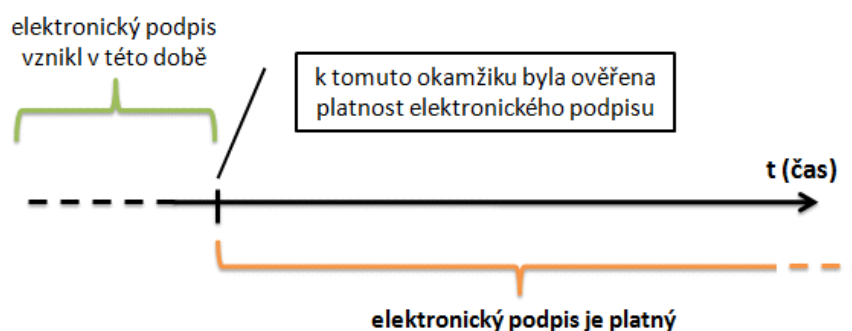 elektronický podpis
vznikl v této době
k tomuto okamžiku byla ověřena
platnost elektronického podpisu
t (čas)
elektronický podpis je platný